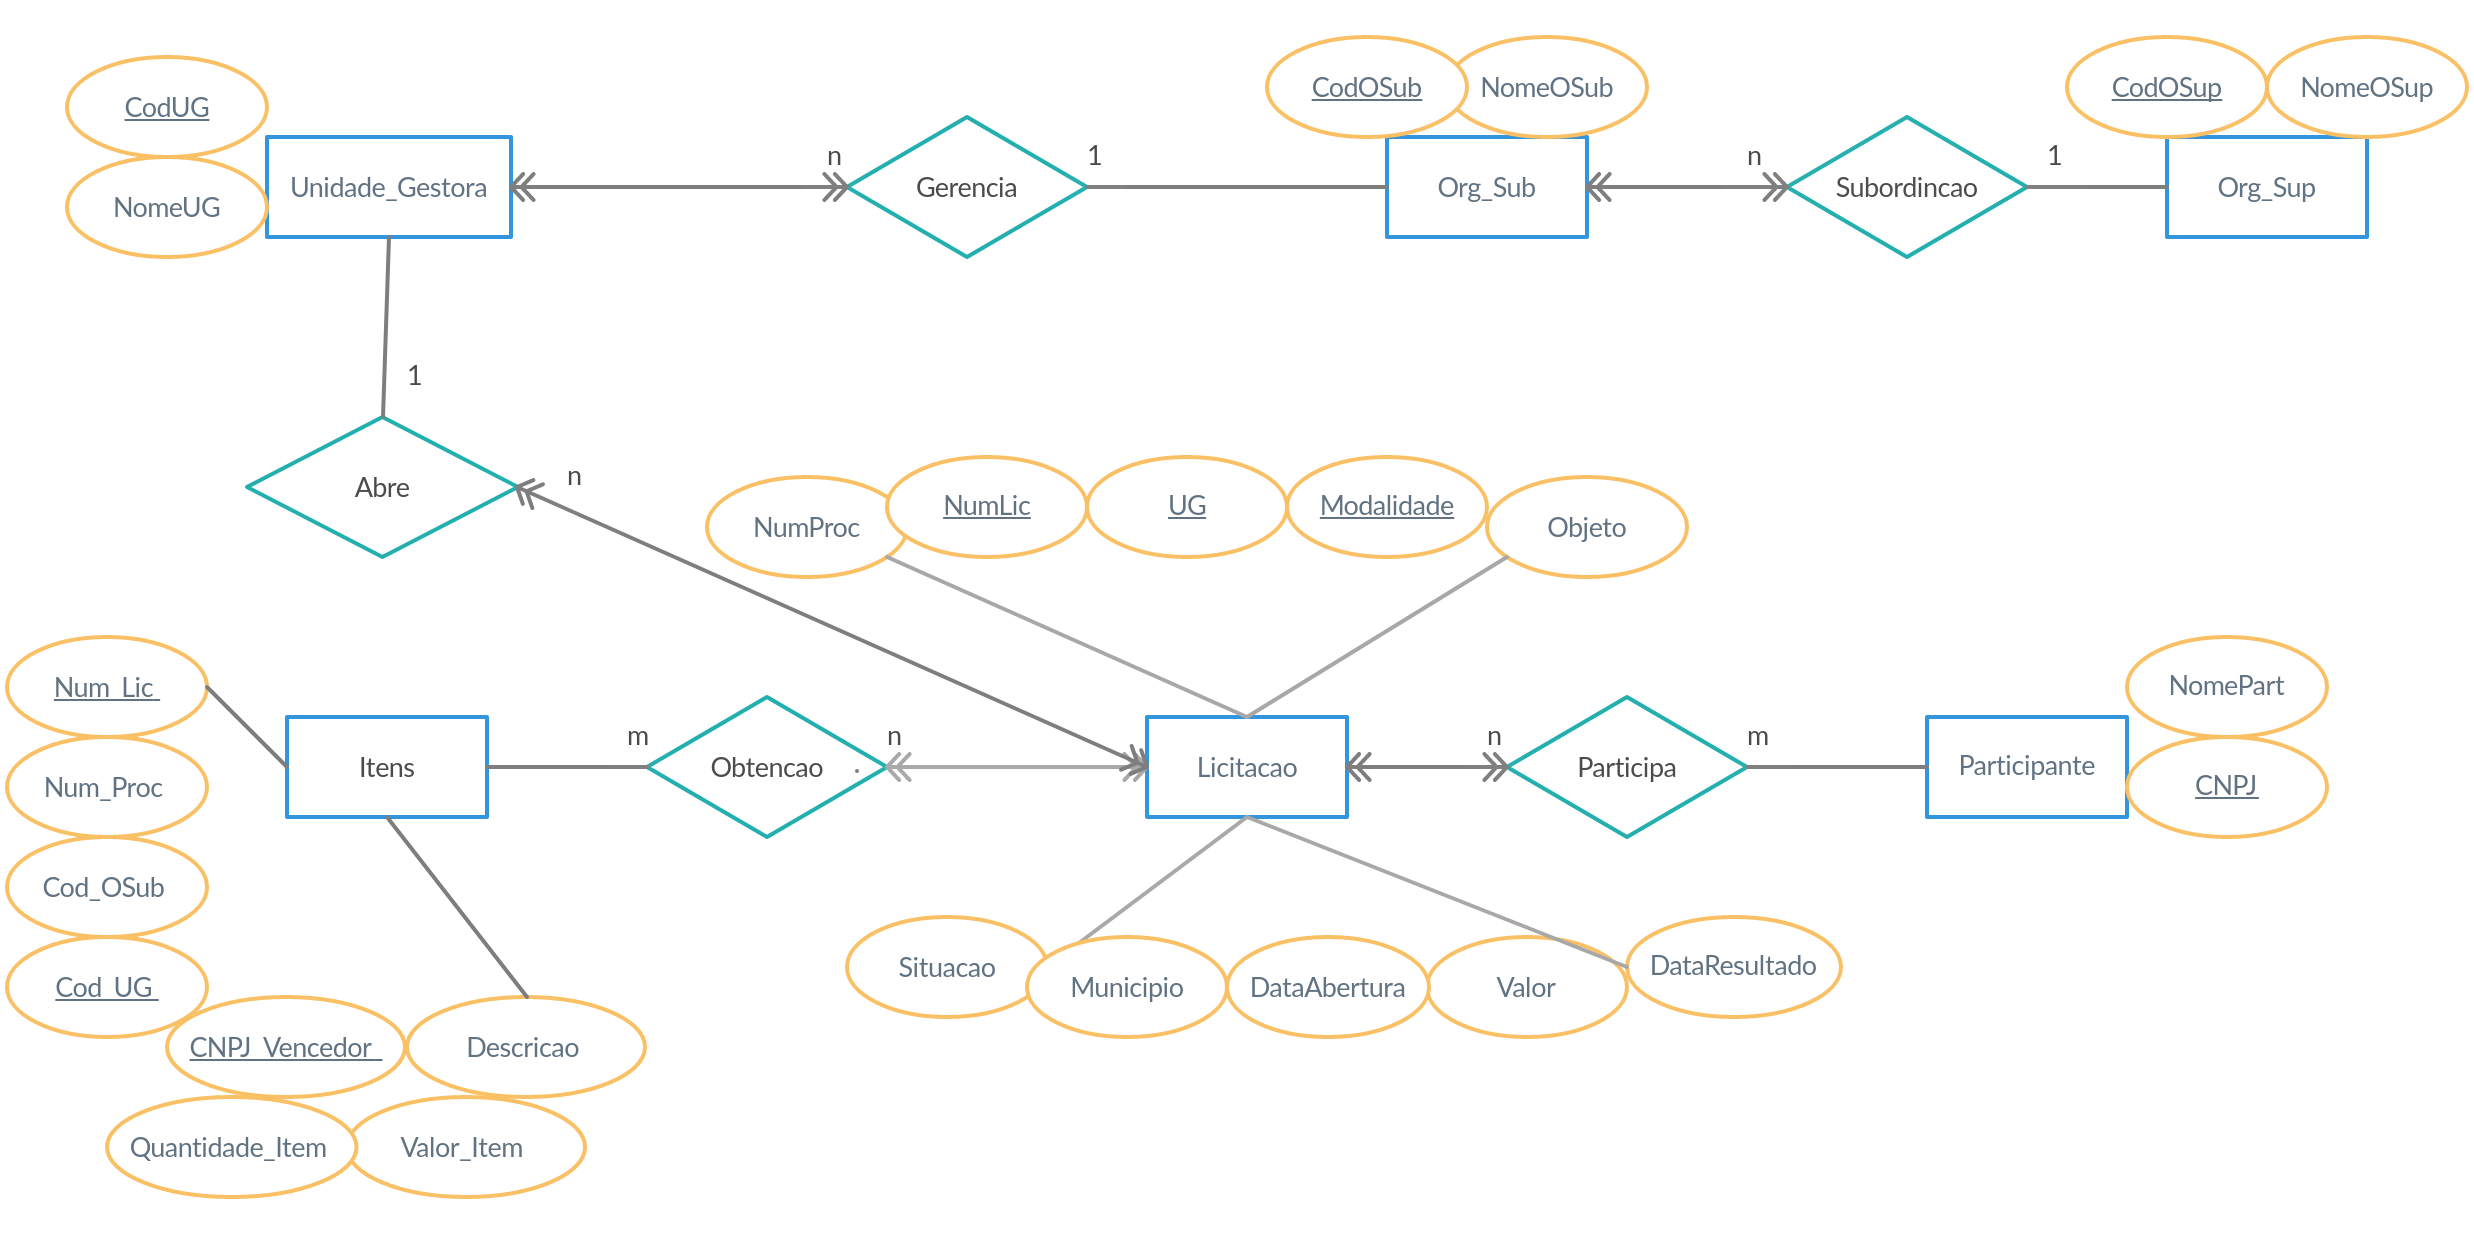 CodOSub
NomeOSub
CodOSup
NomeOSup
CodUG
n
1
n
1
Unidade_Gestora
Gerencia
Org_Sub
Subordincao
Org_Sup
NomeUG
1
n
Abre
NumProc
NumLic
UG
Modalidade
Objeto
Num_Lic
NomePart
m
n
n
m
Itens
Obtencao .
Licitacao
Participa
Participante
Num_Proc
CNPJ
Cod_OSub
Cod_UG
Situacao
Municipio
DataAbertura
Valor
DataResultado
CNPJ_Vencedor
Descricao
Quantidade_Item
Valor_Item